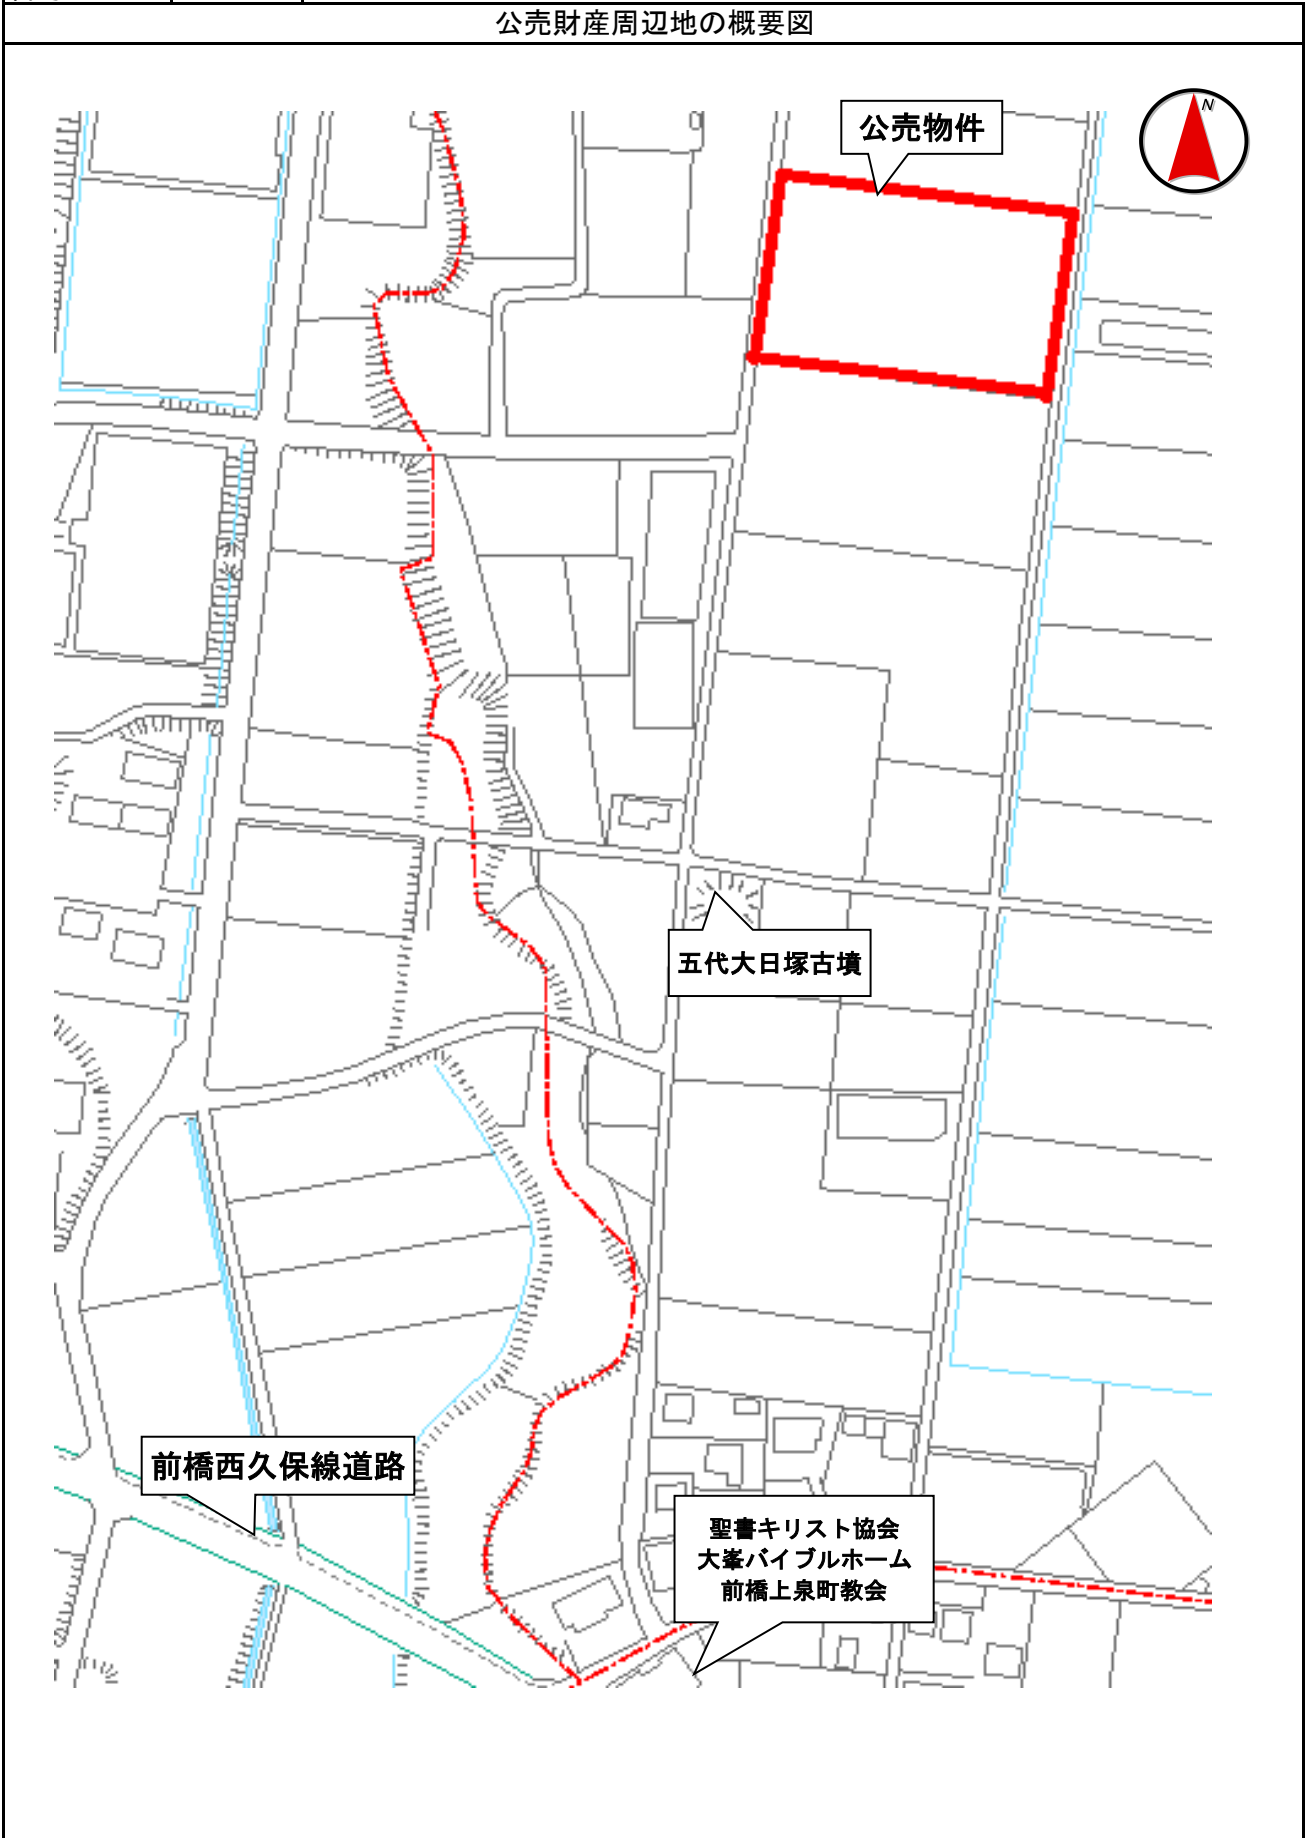 公売財産周辺地の概要図
公売物件
N
五代大日塚古墳
前橋西久保線道路
聖書キリスト協会
大峯バイブルホーム
前橋上泉町教会